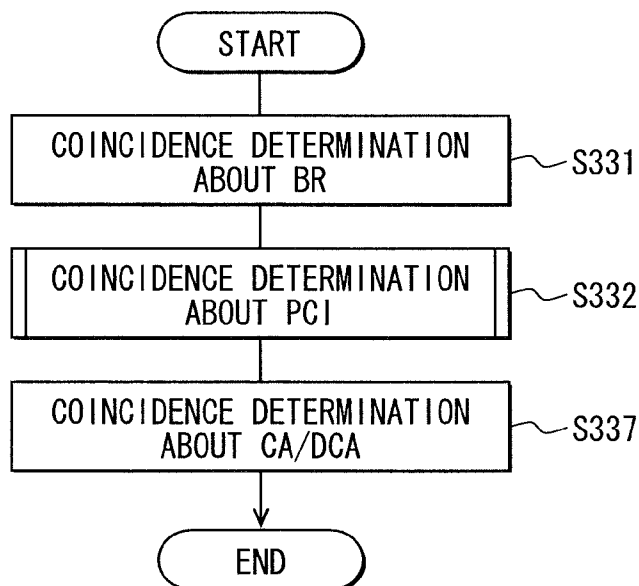 START
COINCIDENCE DETERMINATION
ABOUT BR
S331
COINCIDENCE DETERMINATION
ABOUT PCI
S332
COINCIDENCE DETERMINATION
ABOUT CA/DCA
S337
END